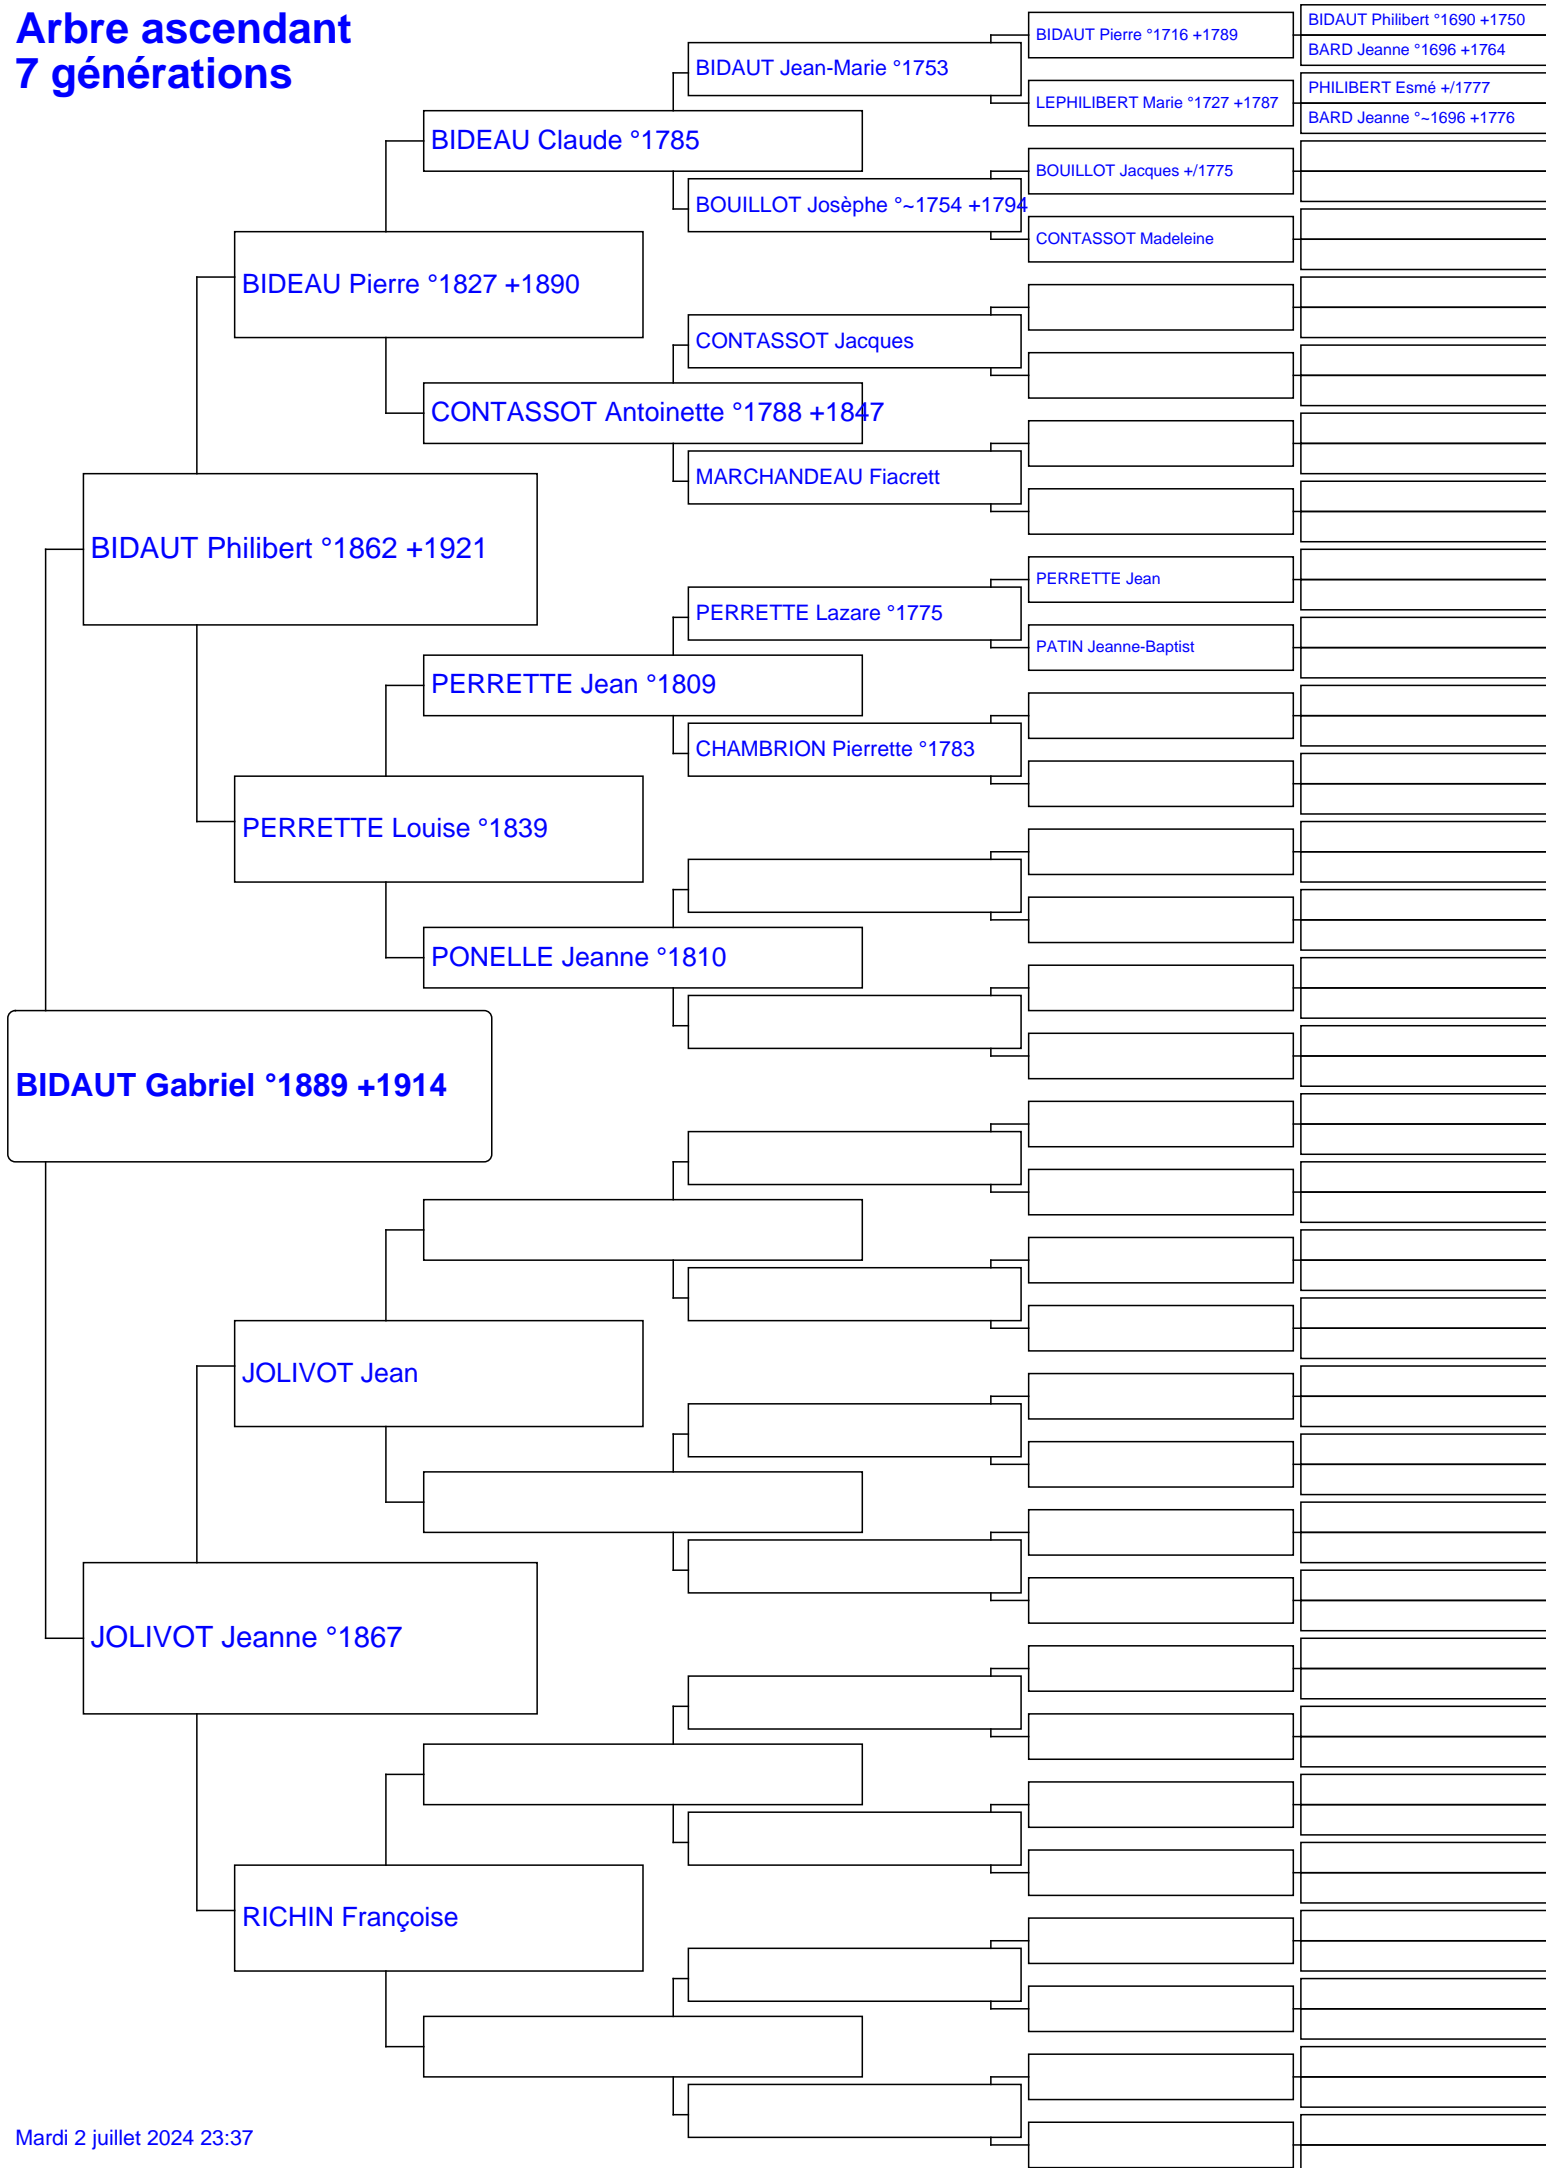 Arbre ascendant
7 générations
BIDAUT Gabriel °1889 +1914
BIDAUT Philibert °1862 +1921
JOLIVOT Jeanne °1867
BIDEAU Pierre °1827 +1890
PERRETTE Louise °1839
JOLIVOT Jean
RICHIN Françoise
BIDEAU Claude °1785
CONTASSOT Antoinette °1788 +1847
PERRETTE Jean °1809
PONELLE Jeanne °1810
BIDAUT Jean-Marie °1753
BOUILLOT Josèphe °~1754 +1794
CONTASSOT Jacques
MARCHANDEAU Fiacrett
PERRETTE Lazare °1775
CHAMBRION Pierrette °1783
BIDAUT Pierre °1716 +1789
LEPHILIBERT Marie °1727 +1787
BOUILLOT Jacques +/1775
CONTASSOT Madeleine
PERRETTE Jean
PATIN Jeanne-Baptist
BIDAUT Philibert °1690 +1750
BARD Jeanne °1696 +1764
PHILIBERT Esmé +/1777
BARD Jeanne °~1696 +1776
Mardi 2 juillet 2024 23:37